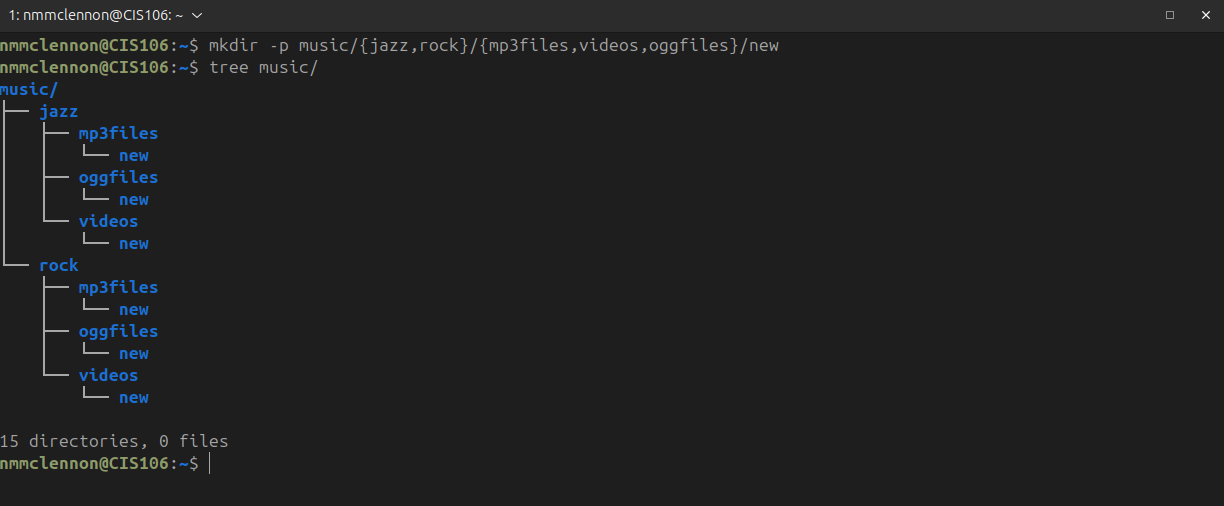 1: nmmclennon@CIS106: ~
nmmclennon@CIS106:~$ mkdir -p music/{jazz,rock}/{mp3files,videos,oggfiles}/new
nmmclennon@CIS106:~$ tree music/
music/
├── jazz
│   ├── mp3files
│   │   └── new
│   ├── oggfiles
│   │   └── new
│   └── videos
│       └── new
└── rock
    ├── mp3files
    │   └── new
    ├── oggfiles
    │   └── new
    └── videos
        └── new
15 directories, 0 files
nmmclennon@CIS106:~$